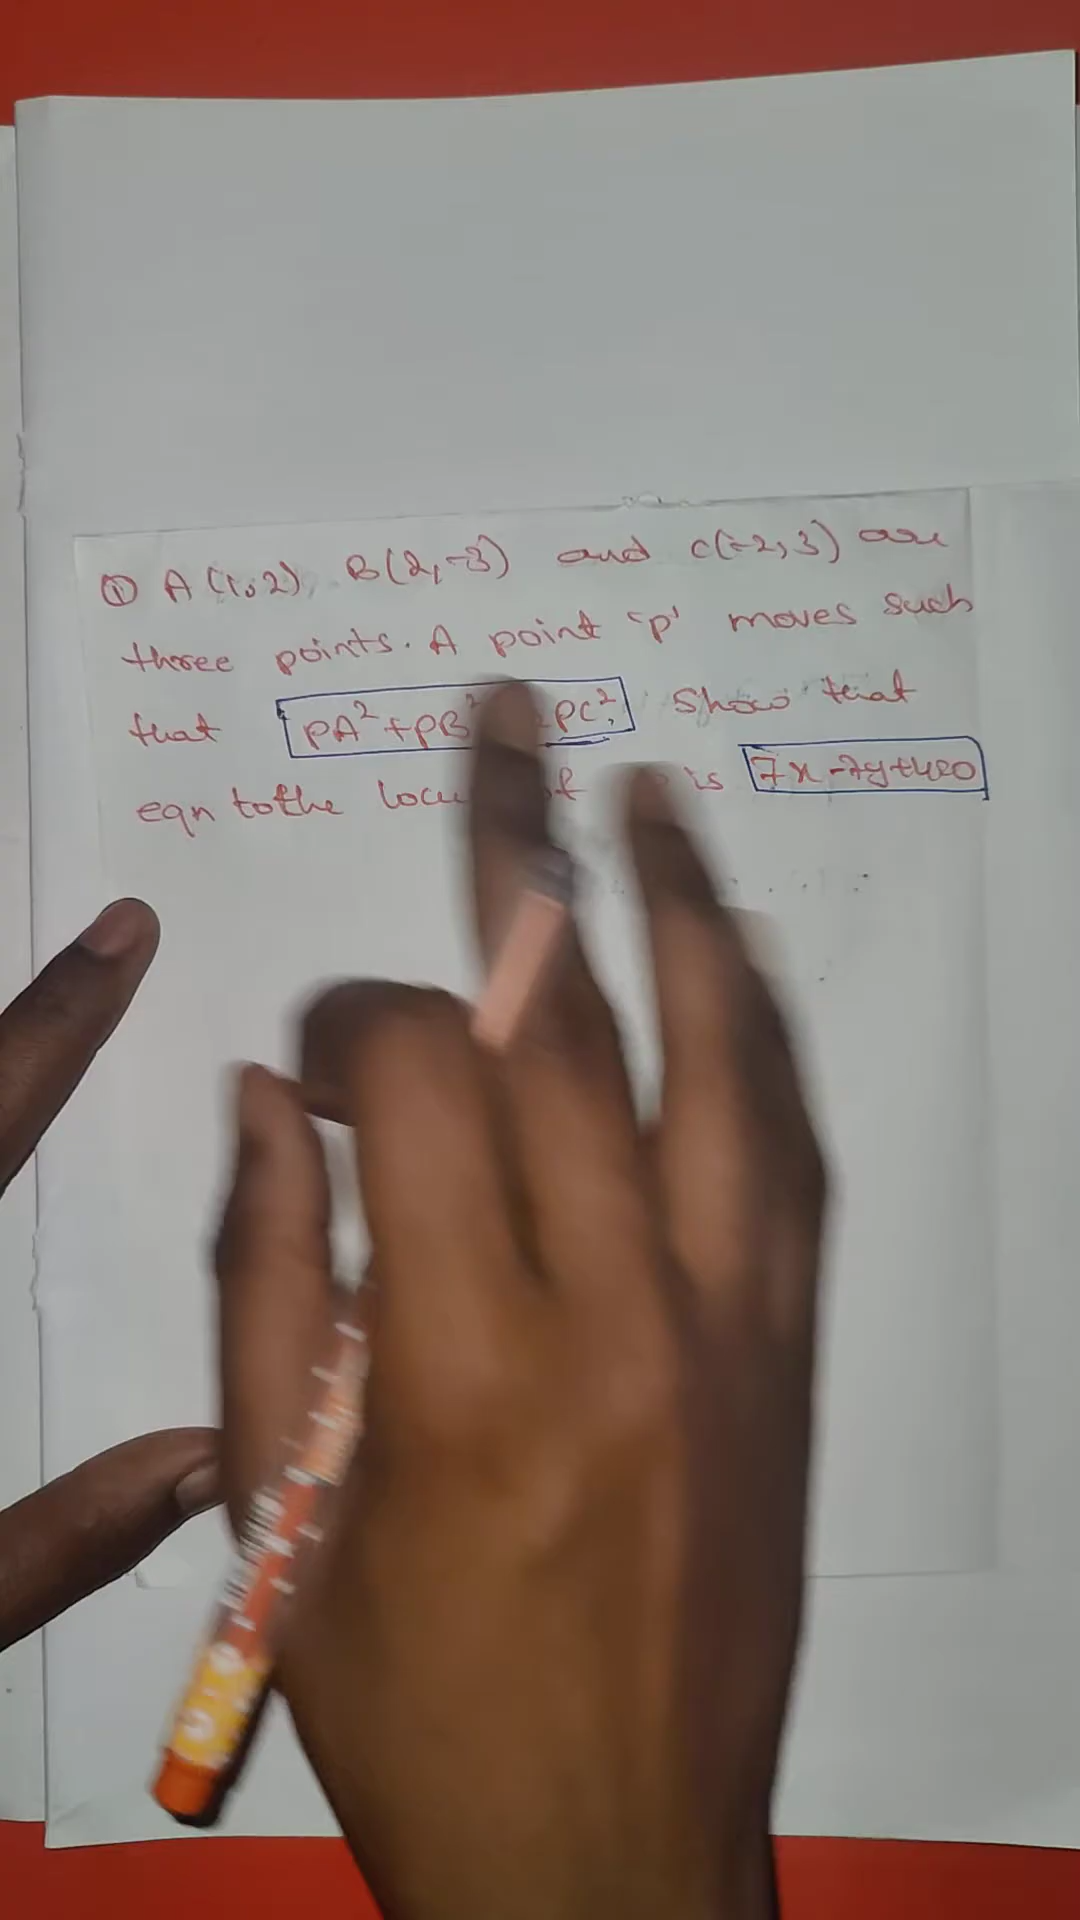 ① A (1,2), B(2,-3) and C(-2,3) are
three points. A point 'p' moves such
that PA²+PB² 2PC². Show that
eqn to the is 7x-7y+4=0